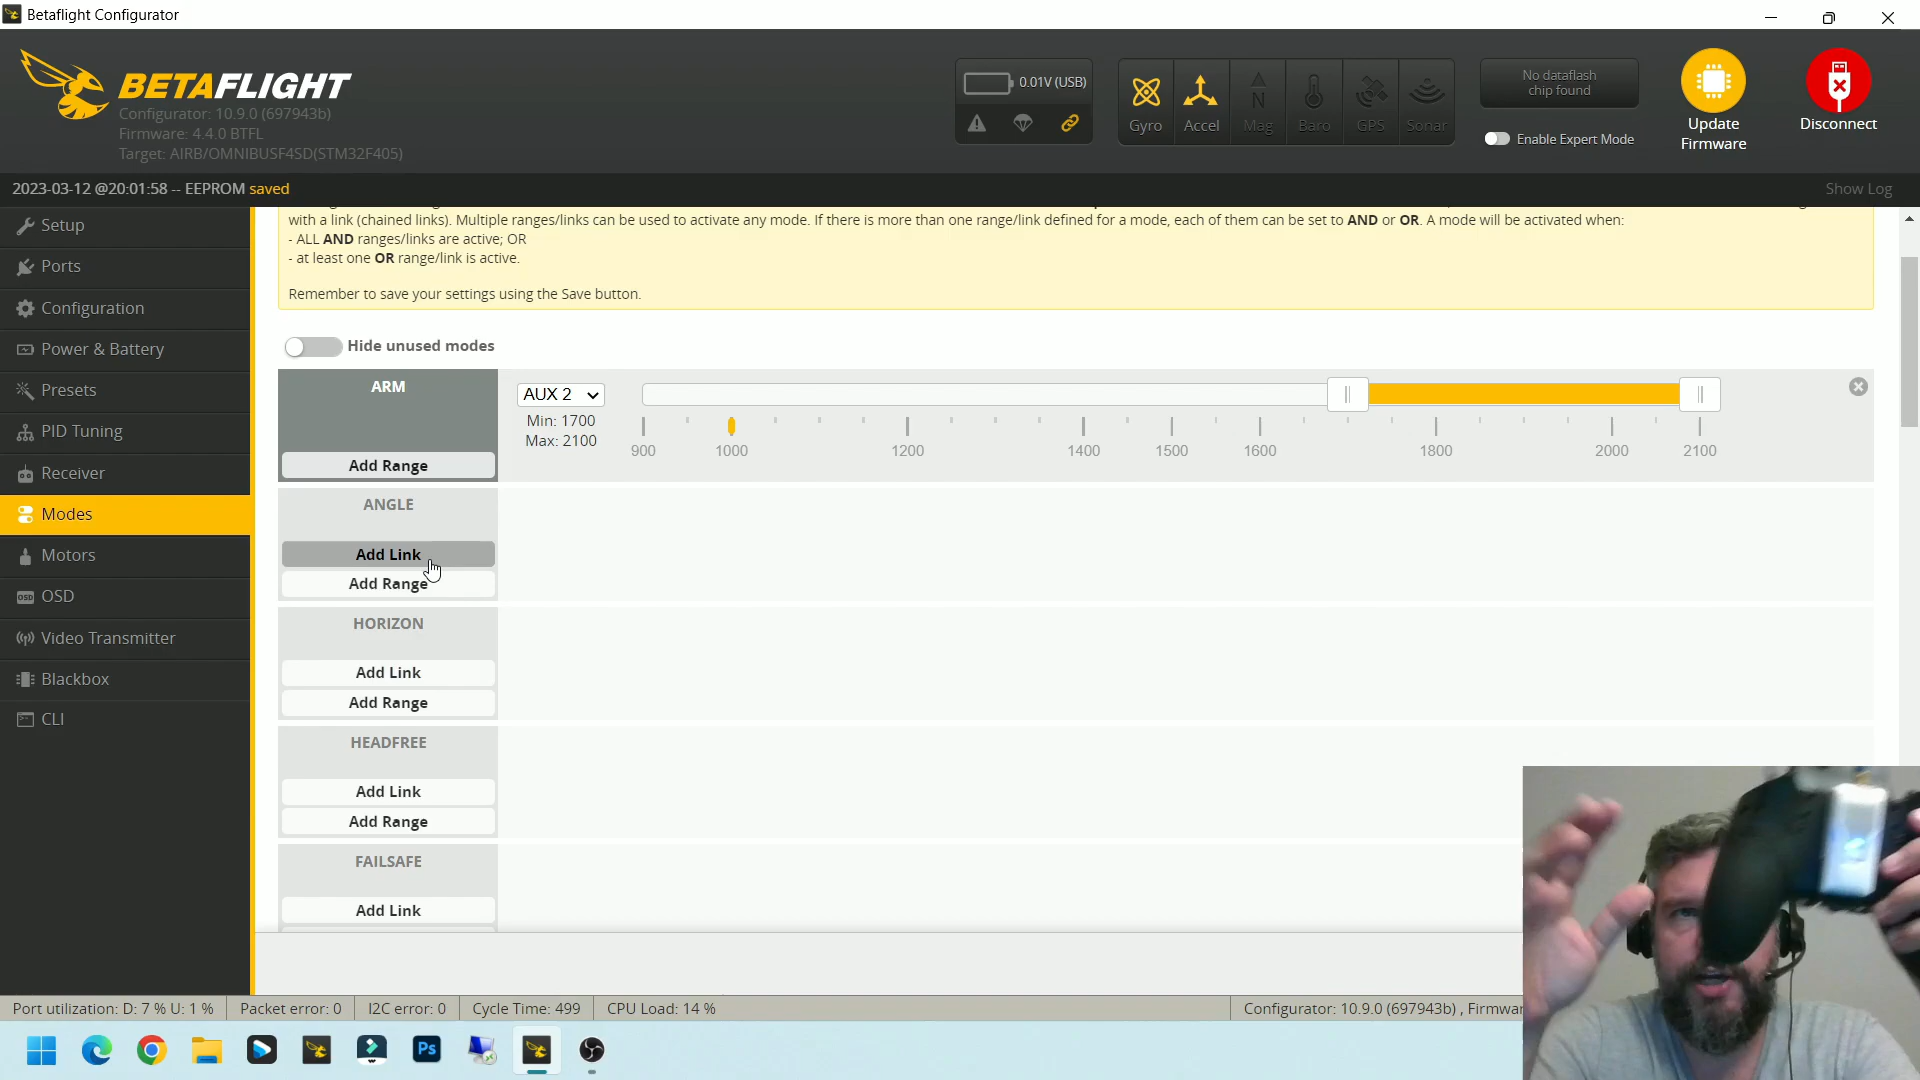 Betaflight Configurator
BETAFLIGHT
Configurator: 10.9.0 (697943b)
Firmware: 4.4.0 BTFL
Target: AIRB/OMNIBUSF4SD(STM32F405)
0.01V (USB)
Gyro
Accel
Mag
Baro
GPS
Sonar
No dataflash
chip found
Enable Expert Mode
Update
Firmware
Disconnect
2023-03-12 @20:01:58 -- EEPROM saved
Show Log
Setup
Ports
Configuration
Power & Battery
Presets
PID Tuning
Receiver
Modes
Motors
OSD
OSD
Video Transmitter
Blackbox
CLI
with a link (chained links). Multiple ranges/links can be used to activate any mode. If there is more than one range/link defined for a mode, each of them can be set to AND or OR. A mode will be activated when:
- ALL AND ranges/links are active; OR
- at least one OR range/link is active.
Remember to save your settings using the Save button.
Hide unused modes
ARM
Add Range
AUX 2
Min: 1700
Max: 2100
900 1000 1200 1400 1500 1600 1800 2000 2100
ANGLE
Add Link
Add Range
HORIZON
Add Link
Add Range
HEADFREE
Add Link
Add Range
FAILSAFE
Add Link
Port utilization: D: 7 % U: 1 %
Packet error: 0
I2C error: 0
Cycle Time: 499
CPU Load: 14 %
Configurator: 10.9.0 (697943b) , Firmwar
Ps